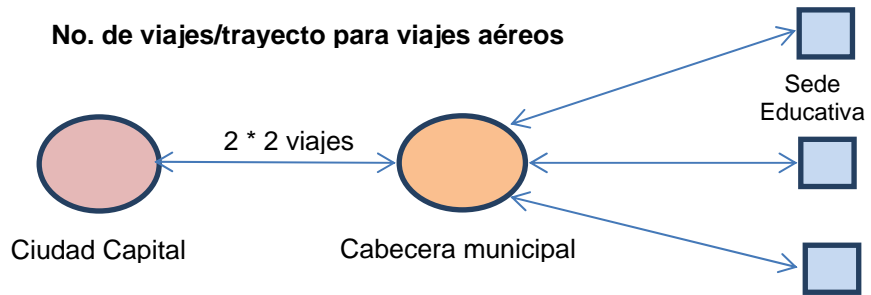 No. de viajes/trayecto para viajes aéreos
Sede
Educativa
2 * 2 viajes
Ciudad Capital
Cabecera municipal